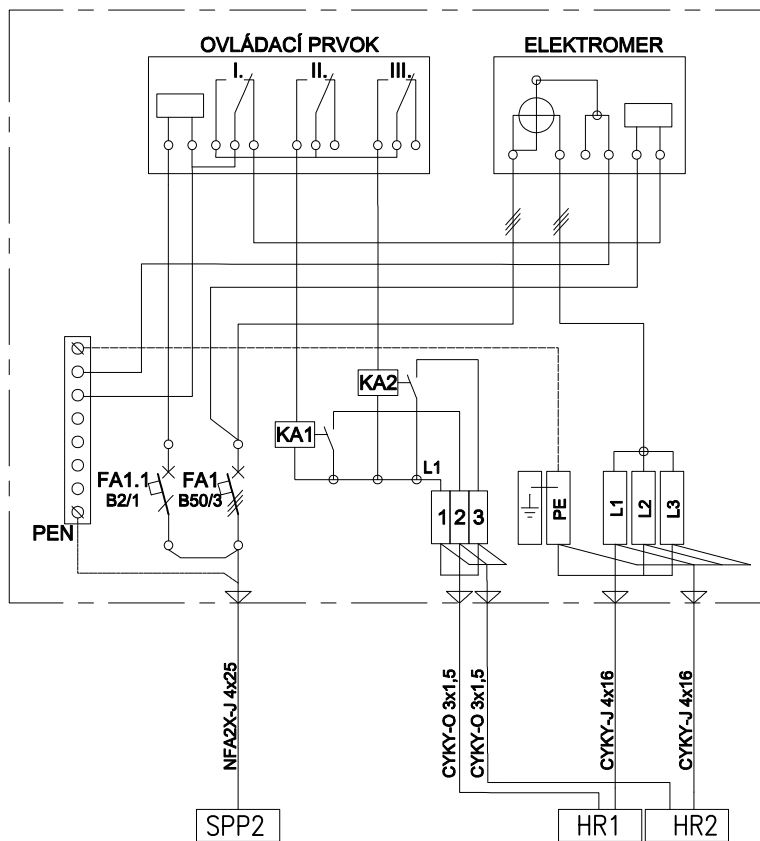 OVLÁDACÍ PRVOK
ELEKTROMER
I.
II.
III.
KA2
KA1
L1
FA1.1
B2/1
FA1
B50/3
1
2
3
PE
L1
L2
L3
PEN
NFA2X-J 4x25
CYKY-O 3x1,5
CYKY-O 3x1,5
CYKY-J 4x16
CYKY-J 4x16
SPP2
HR1
HR2